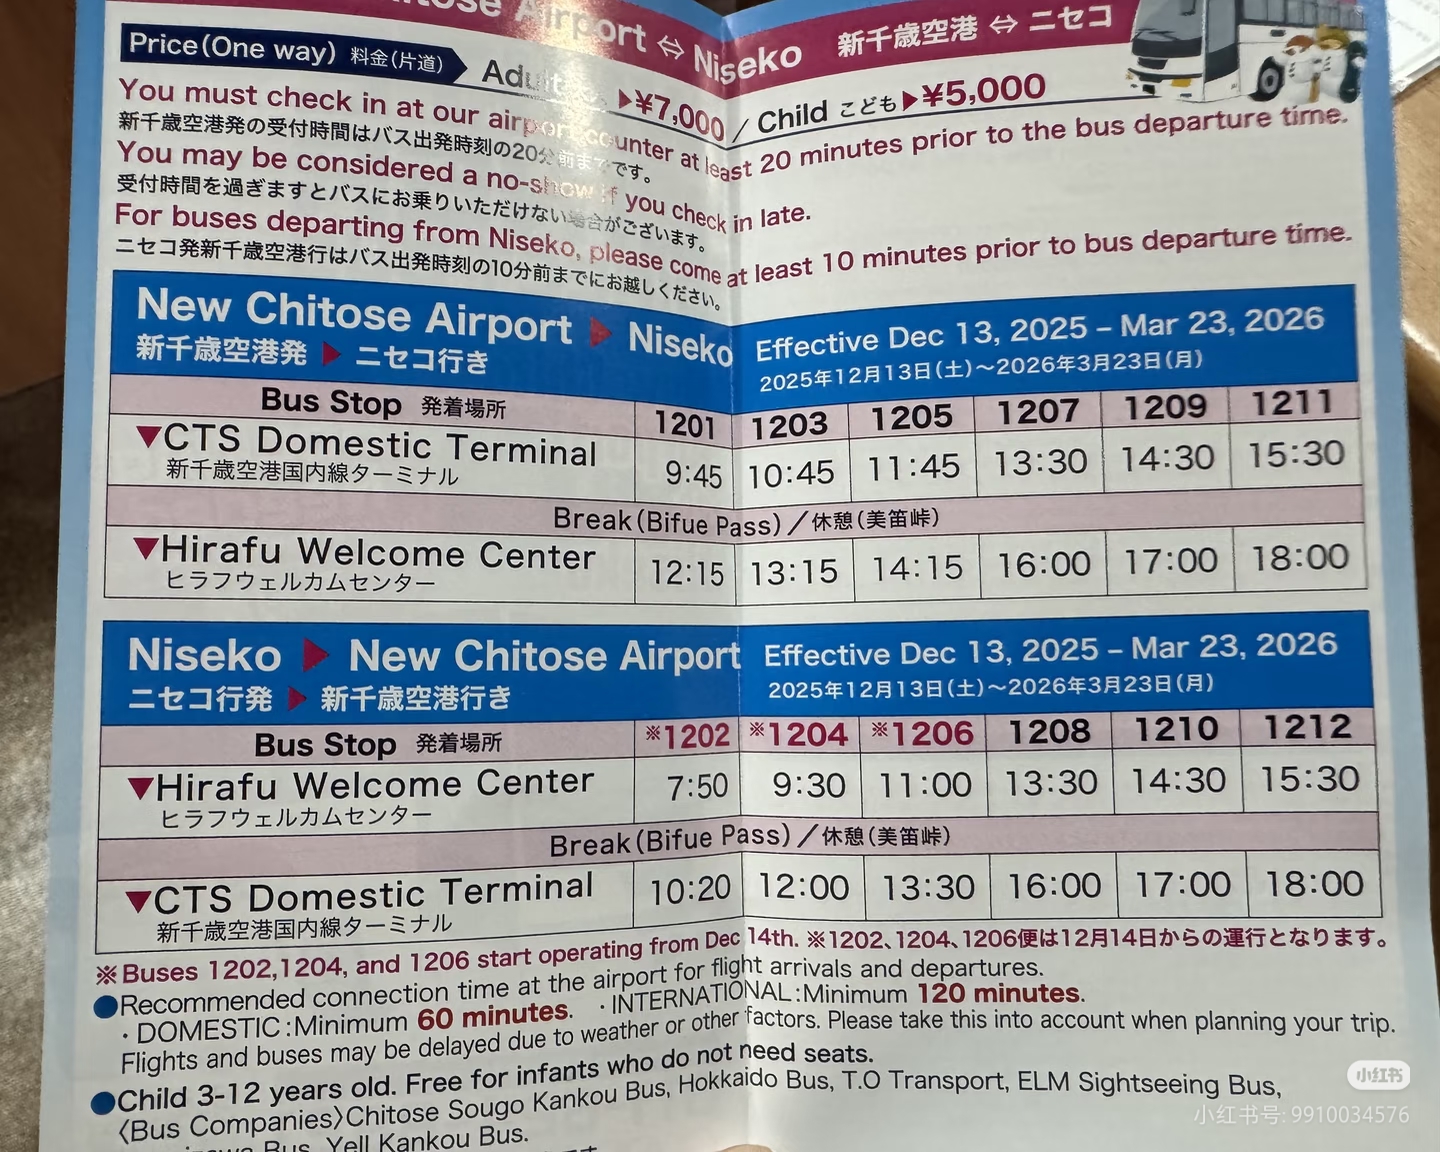 Chitose Airport ⇔ Niseko 新千歳空港 ⇔ ニセコ
Price(One way) 料金(片道) Adult ▶¥7,000 / Child こども▶¥5,000
You must check in at our airport counter at least 20 minutes prior to the bus departure time.
新千歳空港発の受付時間はバス出発時刻の20分前までです。
You may be considered a no-show if you check in late.
受付時間を過ぎますとバスにお乗りいただけない場合がございます。
For buses departing from Niseko, please come at least 10 minutes prior to bus departure time.
ニセコ発新千歳空港行はバス出発時刻の10分前までにお越しください。
New Chitose Airport ▶ Niseko Effective Dec 13, 2025 – Mar 23, 2026
新千歳空港発 ▶ ニセコ行き 2025年12月13日(土)〜2026年3月23日(月)
Bus Stop 発着場所 1201 1203 1205 1207 1209 1211
▼CTS Domestic Terminal 9:45 10:45 11:45 13:30 14:30 15:30
新千歳空港国内線ターミナル
Break(Bifue Pass)／休憩(美笛峠)
▼Hirafu Welcome Center 12:15 13:15 14:15 16:00 17:00 18:00
ヒラフウェルカムセンター
Niseko ▶ New Chitose Airport Effective Dec 13, 2025 – Mar 23, 2026
ニセコ行発 ▶ 新千歳空港行き 2025年12月13日(土)〜2026年3月23日(月)
Bus Stop 発着場所 ※1202 ※1204 ※1206 1208 1210 1212
▼Hirafu Welcome Center 7:50 9:30 11:00 13:30 14:30 15:30
ヒラフウェルカムセンター
Break(Bifue Pass)／休憩(美笛峠)
▼CTS Domestic Terminal 10:20 12:00 13:30 16:00 17:00 18:00
新千歳空港国内線ターミナル
※Buses 1202,1204, and 1206 start operating from Dec 14th. ※1202、1204、1206便は12月14日からの運行となります。
●Recommended connection time at the airport for flight arrivals and departures.
・DOMESTIC:Minimum 60 minutes. ・INTERNATIONAL:Minimum 120 minutes.
Flights and buses may be delayed due to weather or other factors. Please take this into account when planning your trip.
●Child 3-12 years old. Free for infants who do not need seats.
〈Bus Companies〉Chitose Sougo Kankou Bus, Hokkaido Bus, T.O Transport, ELM Sightseeing Bus,
Bus, Yell Kankou Bus.
小红书
小红书号: 9910034576